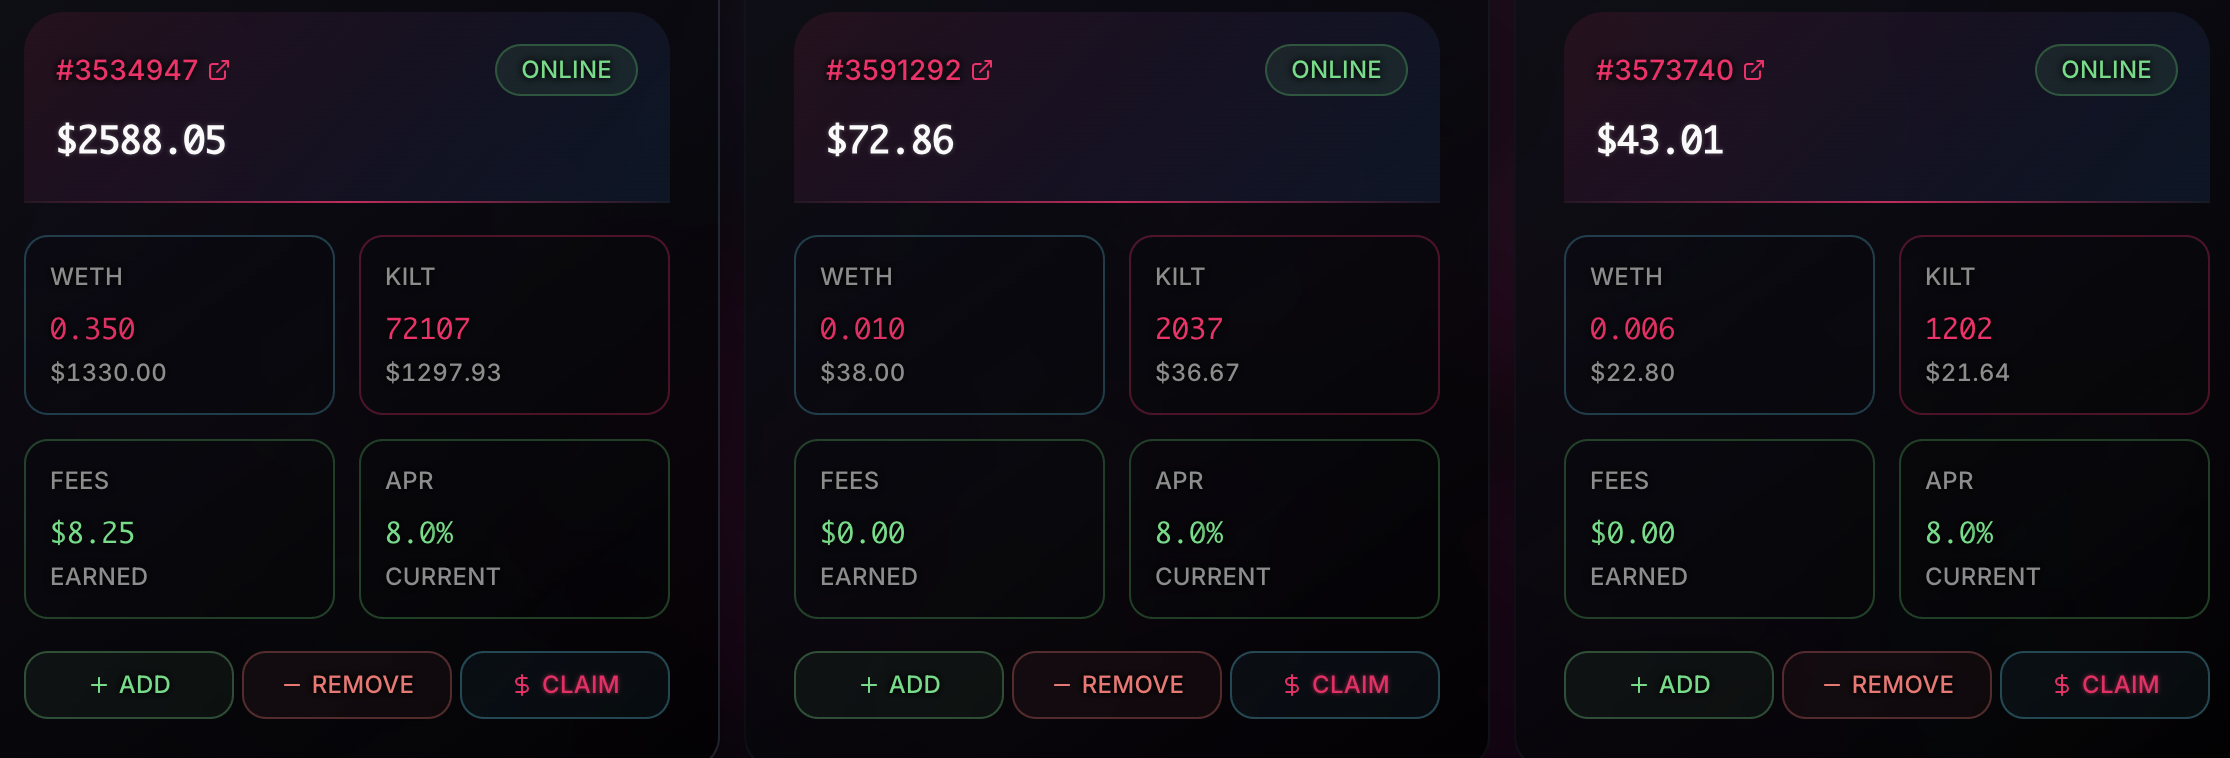 #3534947
ONLINE
$2588.05
WETH
0.350
$1330.00
KILT
72107
$1297.93
FEES
$8.25
EARNED
APR
8.0%
CURRENT
+ ADD
− REMOVE
$ CLAIM
#3591292
ONLINE
$72.86
WETH
0.010
$38.00
KILT
2037
$36.67
FEES
$0.00
EARNED
APR
8.0%
CURRENT
+ ADD
− REMOVE
$ CLAIM
#3573740
ONLINE
$43.01
WETH
0.006
$22.80
KILT
1202
$21.64
FEES
$0.00
EARNED
APR
8.0%
CURRENT
+ ADD
− REMOVE
$ CLAIM